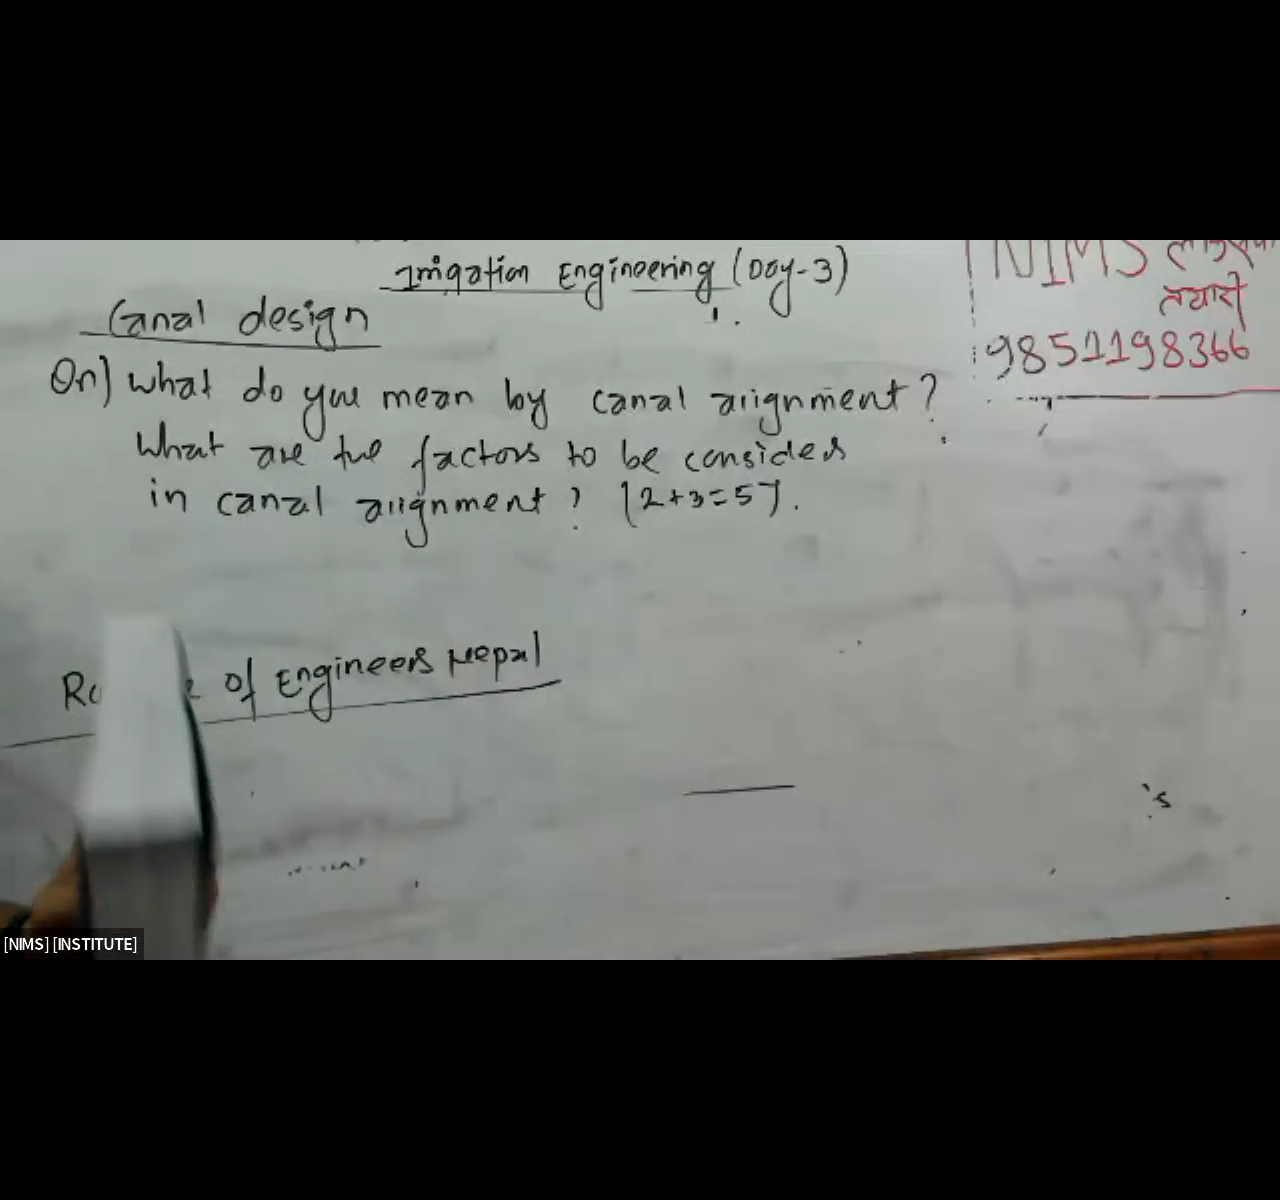 Irrigation Engineering (Day-3)
Canal design
Qn) What do you mean by canal alignment?
What are the factors to be considered
in canal alignment? [2+3=5].
of Engineers Nepal
NIMS
तयारी
9851198366
's
[NIMS] [INSTITUTE]